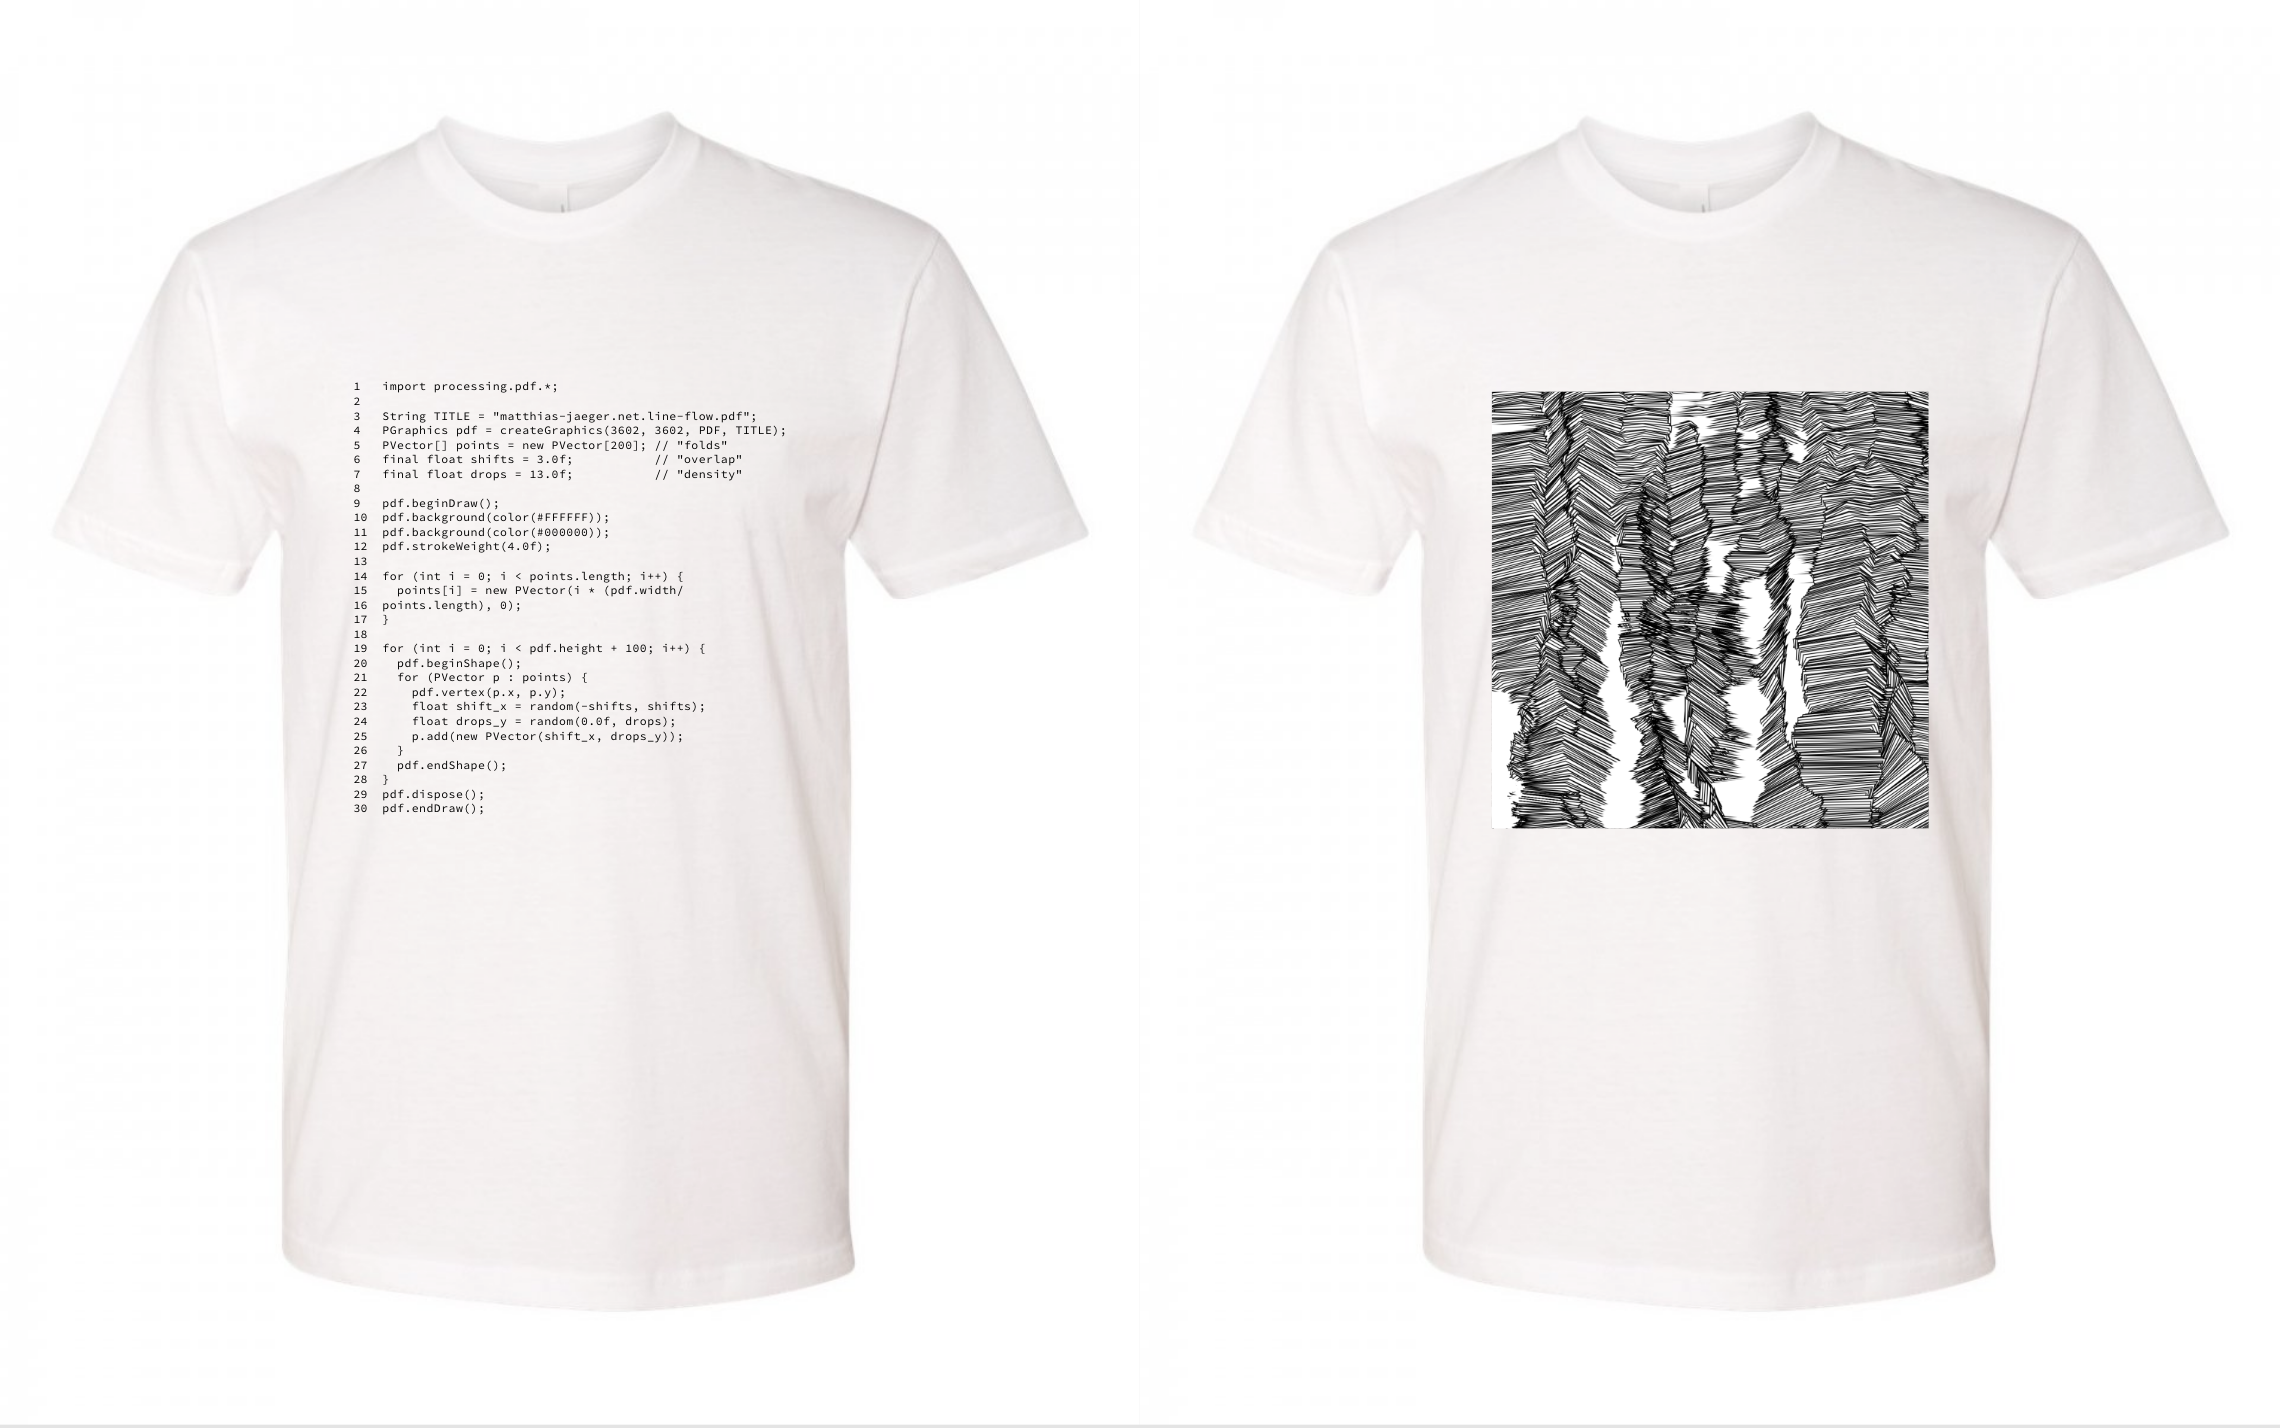 1 import processing.pdf.*;
2
3 String TITLE = "matthias-jaeger.net.line-flow.pdf";
4 PGraphics pdf = createGraphics(3602, 3602, PDF, TITLE);
5 PVector[] points = new PVector[200]; // "folds"
6 final float shifts = 3.0f;           // "overlap"
7 final float drops = 13.0f;           // "density"
8
9 pdf.beginDraw();
10 pdf.background(color(#FFFFFF));
11 pdf.background(color(#000000));
12 pdf.strokeWeight(4.0f);
13
14 for (int i = 0; i < points.length; i++) {
15   points[i] = new PVector(i * (pdf.width/
16 points.length), 0);
17 }
18
19 for (int i = 0; i < pdf.height + 100; i++) {
20   pdf.beginShape();
21   for (PVector p : points) {
22     pdf.vertex(p.x, p.y);
23     float shift_x = random(-shifts, shifts);
24     float drops_y = random(0.0f, drops);
25     p.add(new PVector(shift_x, drops_y));
26   }
27   pdf.endShape();
28 }
29 pdf.dispose();
30 pdf.endDraw();